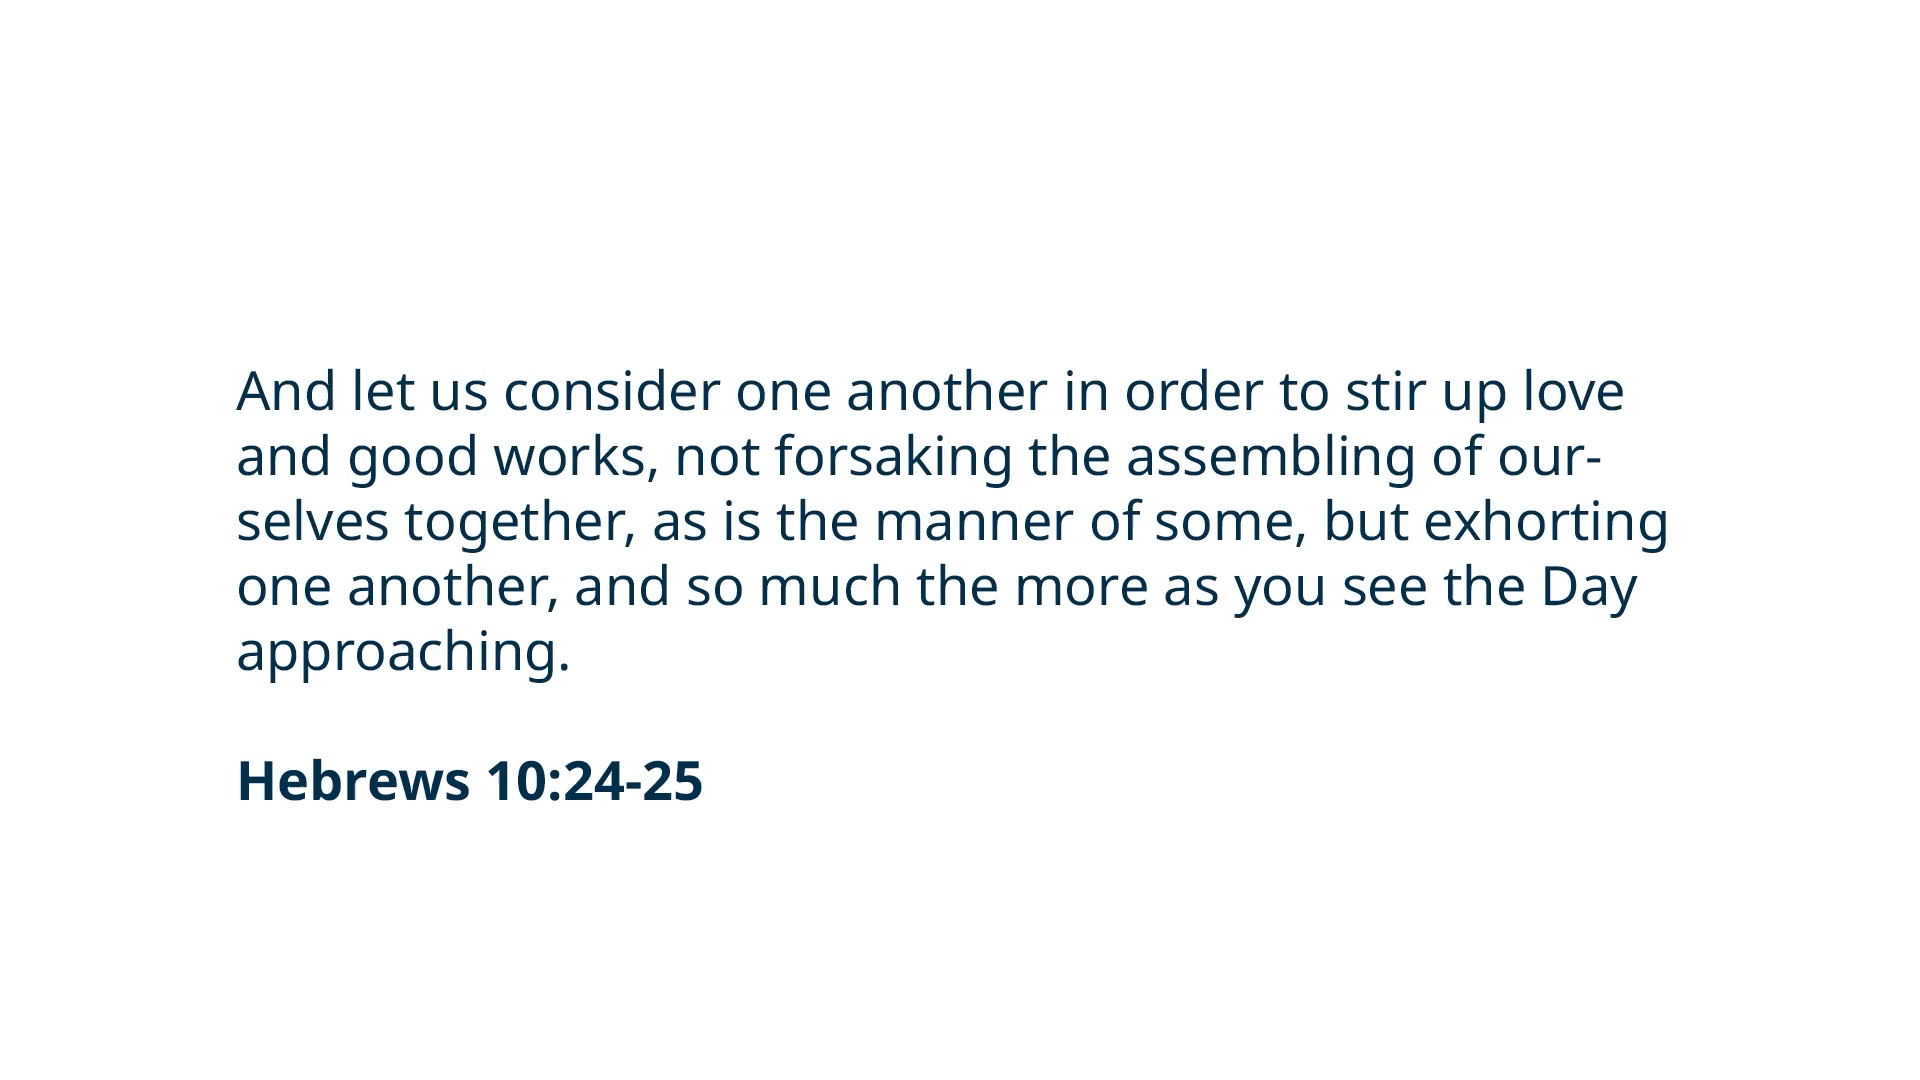 And let us consider one another in order to stir up love
and good works, not forsaking the assembling of our-
selves together, as is the manner of some, but exhorting
one another, and so much the more as you see the Day
approaching.
Hebrews 10:24-25